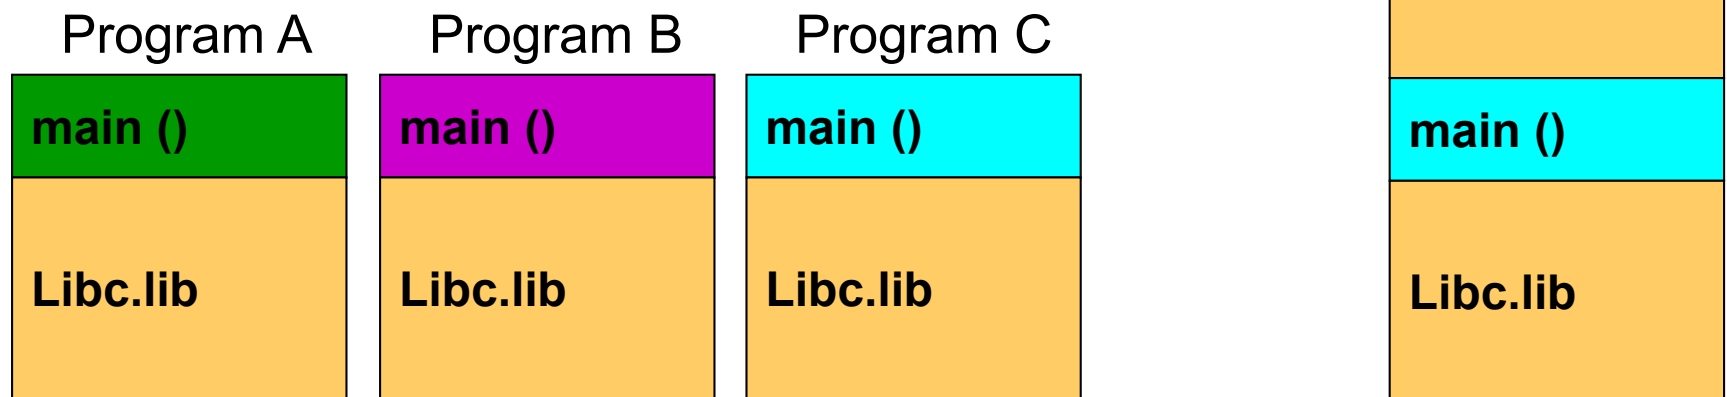 Program A
Program B
Program C
main ()
main ()
main ()
main ()
Libc.lib
Libc.lib
Libc.lib
Libc.lib